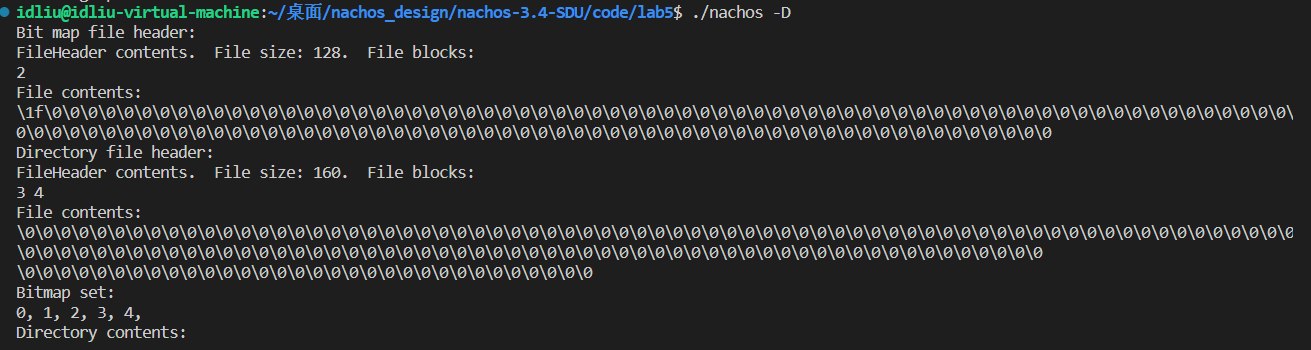 idliu@idliu-virtual-machine:~/桌面/nachos_design/nachos-3.4-SDU/code/lab5$ ./nachos -D
Bit map file header:
FileHeader contents.  File size: 128.  File blocks:
2
File contents:
\1f\0\0\0\0\0\0\0\0\0\0\0\0\0\0\0\0\0\0\0\0\0\0\0\0\0\0\0\0\0\0\0\0\0\0\0\0\0\0\0\0\0\0\0\0\0\0\0\0\0\0\0\0\0\0\0\0\0\0\0\0\0\0\0\0\0\0\0\0\0\
0\0\0\0\0\0\0\0\0\0\0\0\0\0\0\0\0\0\0\0\0\0\0\0\0\0\0\0\0\0\0\0\0\0\0\0\0\0\0\0\0\0\0\0\0\0\0\0\0\0\0\0\0\0\0\0\0\0
Directory file header:
FileHeader contents.  File size: 160.  File blocks:
3 4
File contents:
\0\0\0\0\0\0\0\0\0\0\0\0\0\0\0\0\0\0\0\0\0\0\0\0\0\0\0\0\0\0\0\0\0\0\0\0\0\0\0\0\0\0\0\0\0\0\0\0\0\0\0\0\0\0\0\0\0\0\0\0\0\0\0\0\0\0\0\0\0\0\0
\0\0\0\0\0\0\0\0\0\0\0\0\0\0\0\0\0\0\0\0\0\0\0\0\0\0\0\0\0\0\0\0\0\0\0\0\0\0\0\0\0\0\0\0\0\0\0\0\0\0\0\0\0\0\0\0\0
\0\0\0\0\0\0\0\0\0\0\0\0\0\0\0\0\0\0\0\0\0\0\0\0\0\0\0\0\0\0\0\0
Bitmap set:
0, 1, 2, 3, 4,
Directory contents: